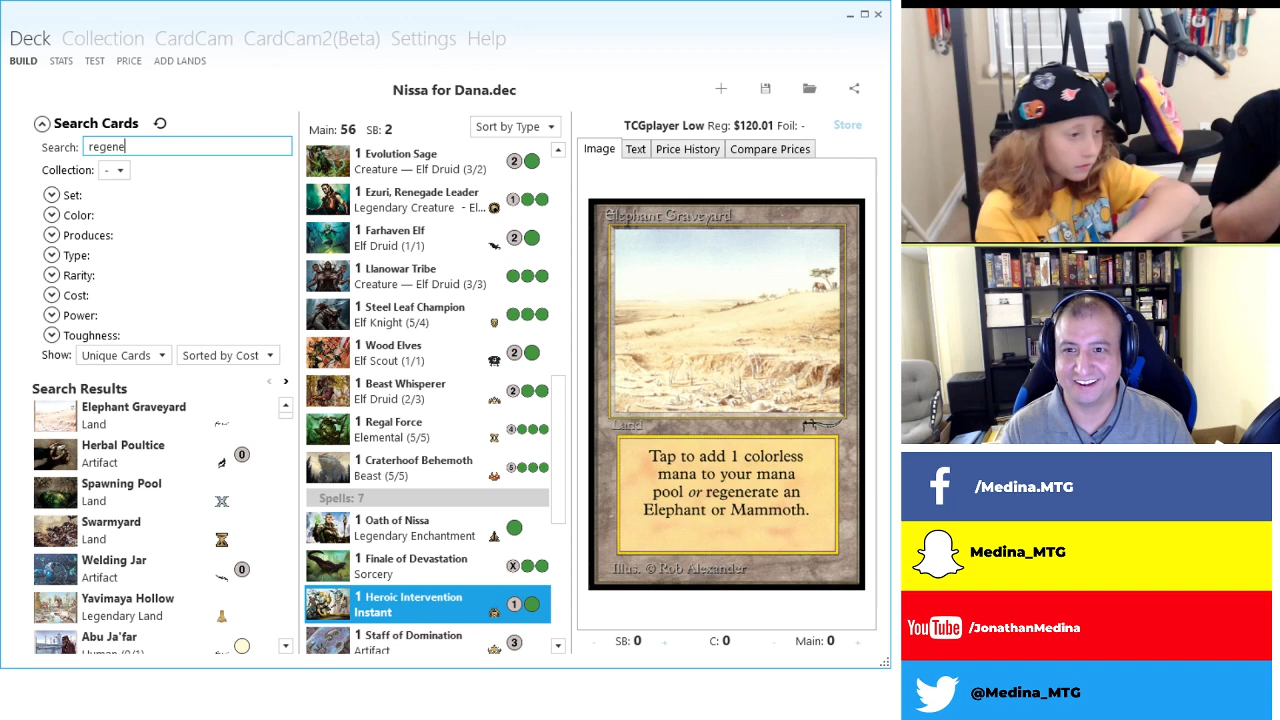 Deck Collection CardCam CardCam2(Beta) Settings Help
BUILD STATS TEST PRICE ADD LANDS
Nissa for Dana.dec
Search Cards
Search: regene
Collection: -
Set:
Color:
Produces:
Type:
Rarity:
Cost:
Power:
Toughness:
Show: Unique Cards Sorted by Cost
Search Results
Elephant Graveyard
Land
Herbal Poultice
Artifact
0
Spawning Pool
Land
Swarmyard
Land
Welding Jar
Artifact
0
Yavimaya Hollow
Legendary Land
Abu Ja'far
Main: 56 SB: 2
Sort by Type
1 Evolution Sage
Creature — Elf Druid (3/2)
2
1 Ezuri, Renegade Leader
Legendary Creature - El...
1
1 Farhaven Elf
Elf Druid (1/1)
2
1 Llanowar Tribe
Creature — Elf Druid (3/3)
1 Steel Leaf Champion
Elf Knight (5/4)
1 Wood Elves
Elf Scout (1/1)
2
1 Beast Whisperer
Elf Druid (2/3)
2
1 Regal Force
Elemental (5/5)
4
1 Craterhoof Behemoth
Beast (5/5)
5
Spells: 7
1 Oath of Nissa
Legendary Enchantment
1 Finale of Devastation
Sorcery
X
1 Heroic Intervention
Instant
1
1 Staff of Domination
Artifact
3
TCGplayer Low Reg: $120.01 Foil: -
Store
Image Text Price History Compare Prices
Elephant Graveyard
Land
Tap to add 1 colorless
mana to your mana
pool or regenerate an
Elephant or Mammoth.
Illus. © Rob Alexander
- SB: 0 + C: 0 - Main: 0 +
/Medina.MTG
Medina_MTG
YouTube /JonathanMedina
@Medina_MTG